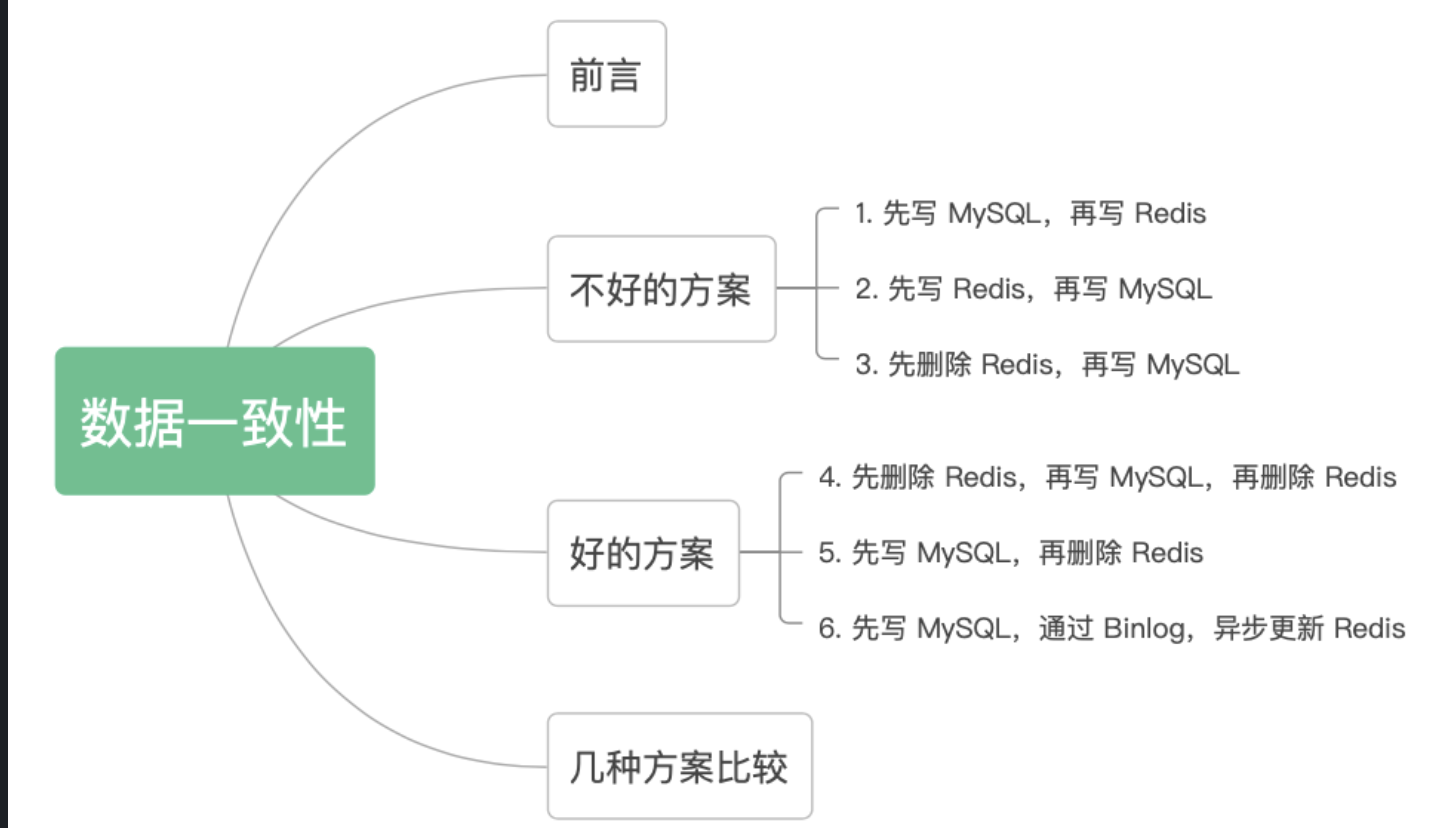 前言
不好的方案
1. 先写 MySQL，再写 Redis
2. 先写 Redis，再写 MySQL
3. 先删除 Redis，再写 MySQL
数据一致性
好的方案
4. 先删除 Redis，再写 MySQL，再删除 Redis
5. 先写 MySQL，再删除 Redis
6. 先写 MySQL，通过 Binlog，异步更新 Redis
几种方案比较